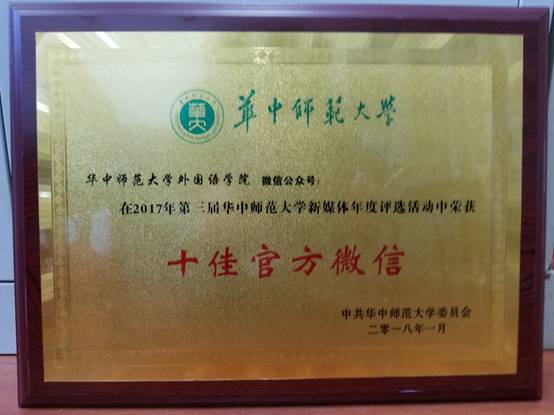 華中師範大學
华中师范大学外国语学院 微信公众号:
在2017年第三届华中师范大学新媒体年度评选活动中荣获
十佳官方微信
中共华中师范大学委员会
二零一八年一月